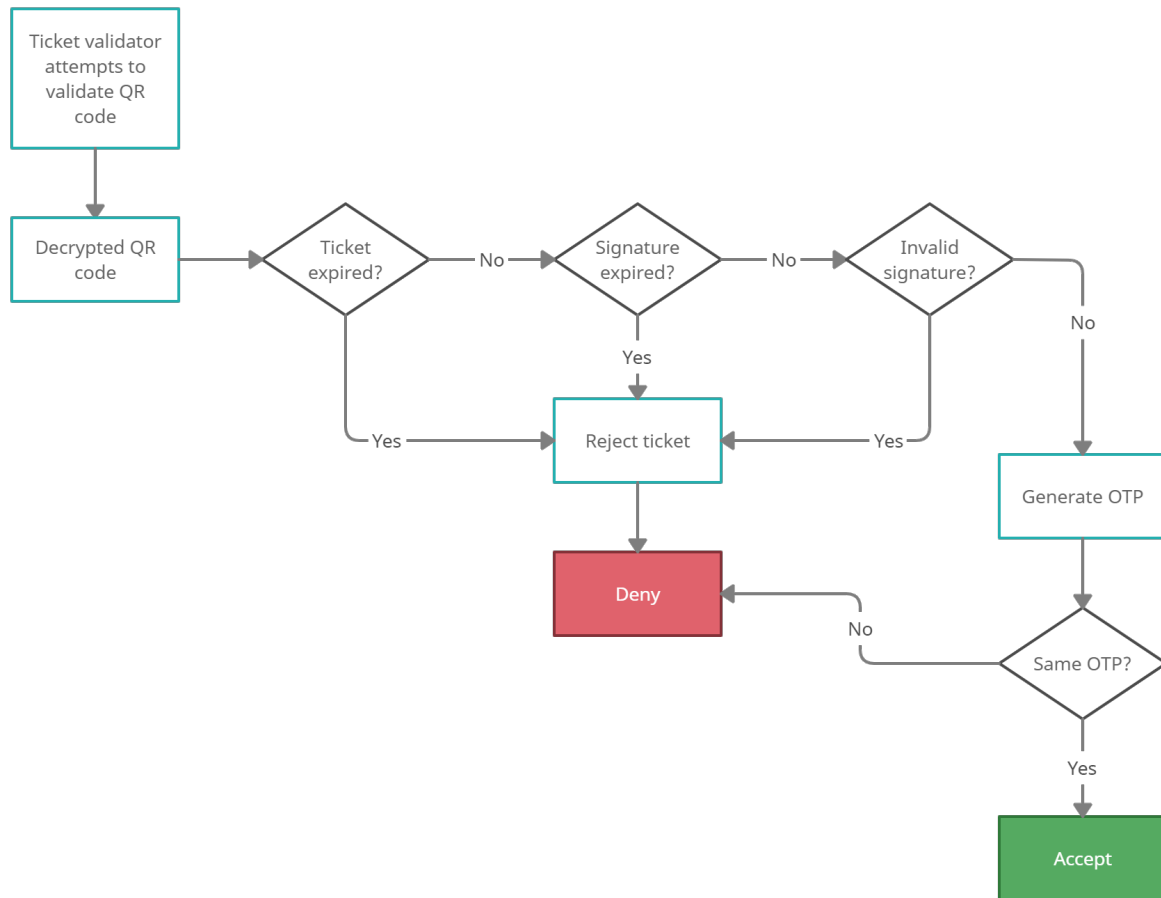 Ticket validator
attempts to
validate QR
code
Decrypted QR
code
Ticket
expired?
No
Signature
expired?
No
Invalid
signature?
No
Yes
Yes
Reject ticket
Yes
Generate OTP
Deny
No
Same OTP?
Yes
Accept